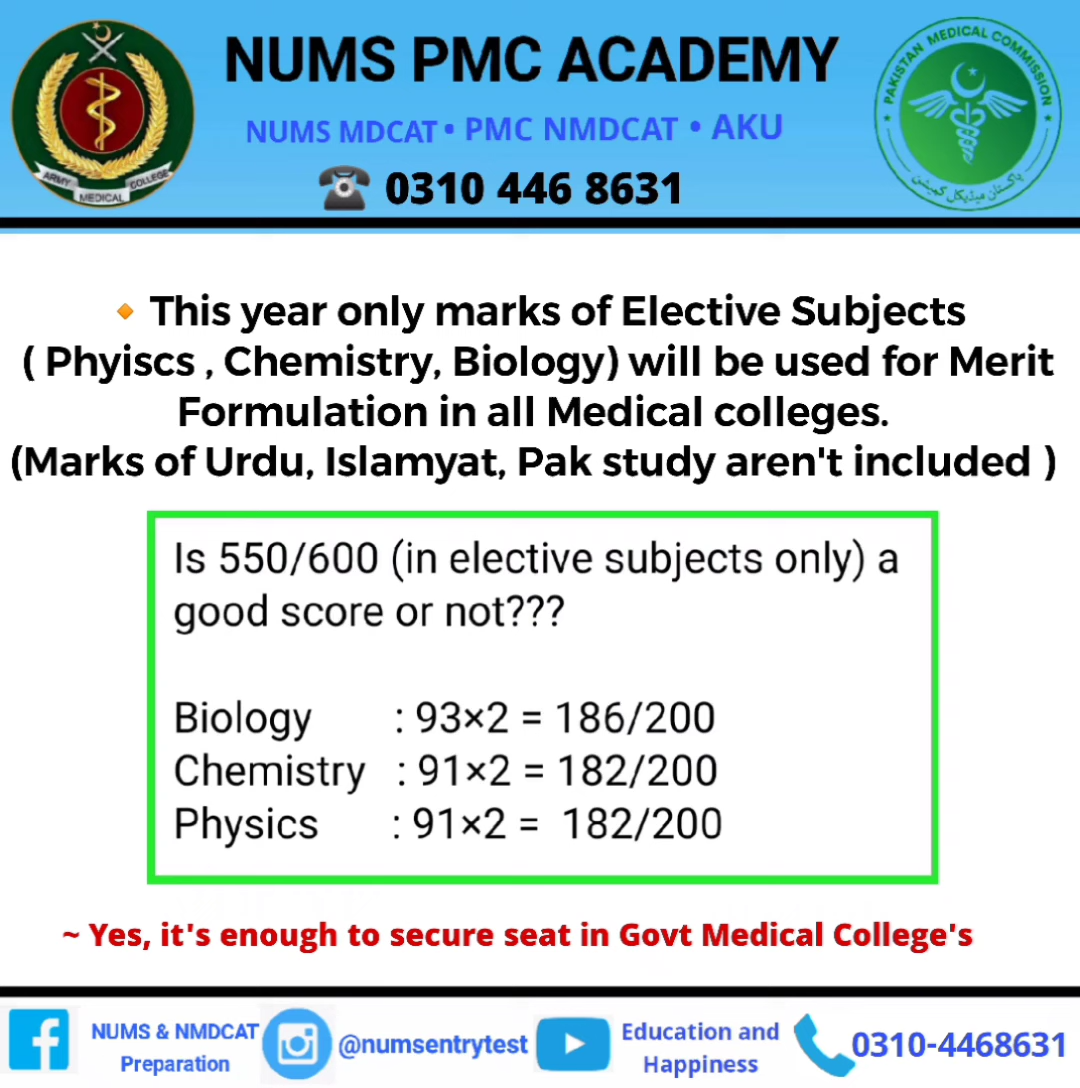 NUMS PMC ACADEMY
NUMS MDCAT • PMC NMDCAT • AKU
☎ 0310 446 8631
ARMY MEDICAL COLLEGE
PAKISTAN MEDICAL COMMISSION
پاکستان میڈیکل کمیشن
🔸 This year only marks of Elective Subjects
( Phyiscs , Chemistry, Biology) will be used for Merit
Formulation in all Medical colleges.
(Marks of Urdu, Islamyat, Pak study aren't included )
Is 550/600 (in elective subjects only) a
good score or not???
Biology : 93×2 = 186/200
Chemistry : 91×2 = 182/200
Physics : 91×2 = 182/200
~ Yes, it's enough to secure seat in Govt Medical College's
NUMS & NMDCAT
Preparation
@numsentrytest
Education and
Happiness
0310-4468631